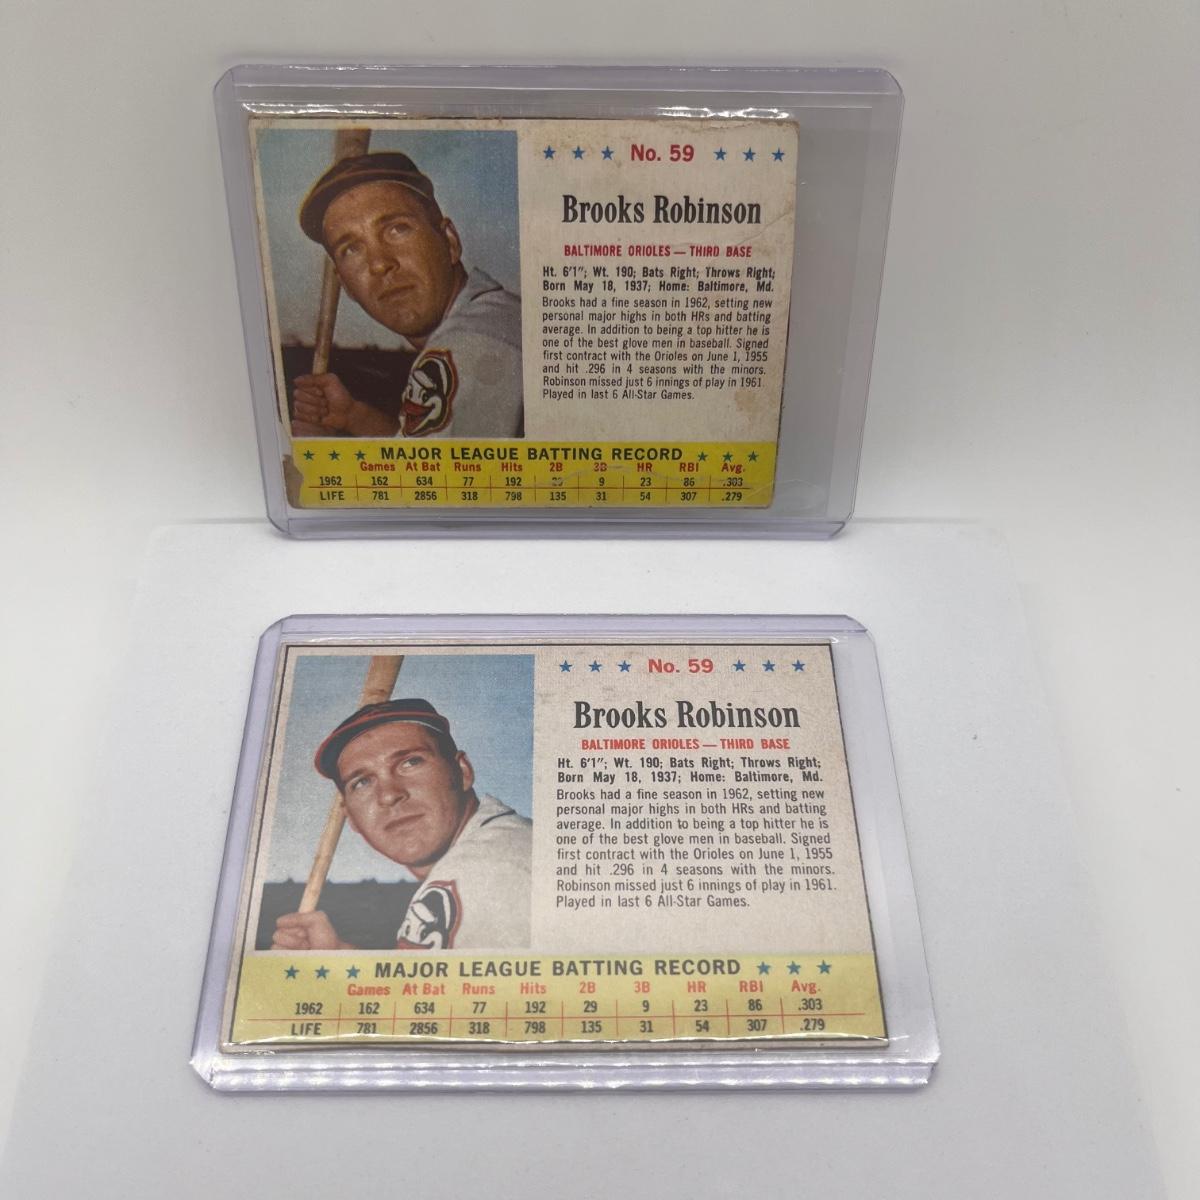 ★ ★ ★ No. 59 ★ ★ ★
Brooks Robinson
BALTIMORE ORIOLES — THIRD BASE
Ht. 6'1"; Wt. 190; Bats Right; Throws Right;
Born May 18, 1937; Home: Baltimore, Md.
Brooks had a fine season in 1962, setting new
personal major highs in both HRs and batting
average. In addition to being a top hitter he is
one of the best glove men in baseball. Signed
first contract with the Orioles on June 1, 1955
and hit .296 in 4 seasons with the minors.
Robinson missed just 6 innings of play in 1961.
Played in last 6 All-Star Games.
★ ★ ★ MAJOR LEAGUE BATTING RECORD ★ ★ ★
Games At Bat Runs Hits 2B 3B HR RBI Avg.
1962 162 634 77 192 29 9 23 86 .303
LIFE 781 2856 318 798 135 31 54 307 .279
★ ★ ★ No. 59 ★ ★ ★
Brooks Robinson
BALTIMORE ORIOLES — THIRD BASE
Ht. 6'1"; Wt. 190; Bats Right; Throws Right;
Born May 18, 1937; Home: Baltimore, Md.
Brooks had a fine season in 1962, setting new
personal major highs in both HRs and batting
average. In addition to being a top hitter he is
one of the best glove men in baseball. Signed
first contract with the Orioles on June 1, 1955
and hit .296 in 4 seasons with the minors.
Robinson missed just 6 innings of play in 1961.
Played in last 6 All-Star Games.
★ ★ ★ MAJOR LEAGUE BATTING RECORD ★ ★ ★
Games At Bat Runs Hits 2B 3B HR RBI Avg.
1962 162 634 77 192 29 9 23 86 .303
LIFE 781 2856 318 798 135 31 54 307 .279